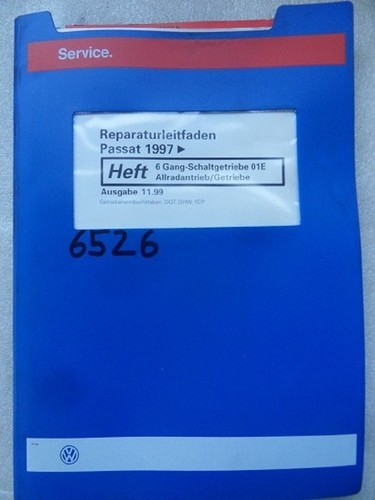 Service.
Reparaturleitfaden
Passat 1997 ►
Heft
6 Gang-Schaltgetriebe 01E
Allradantrieb/Getriebe
Ausgabe 11.99
6526